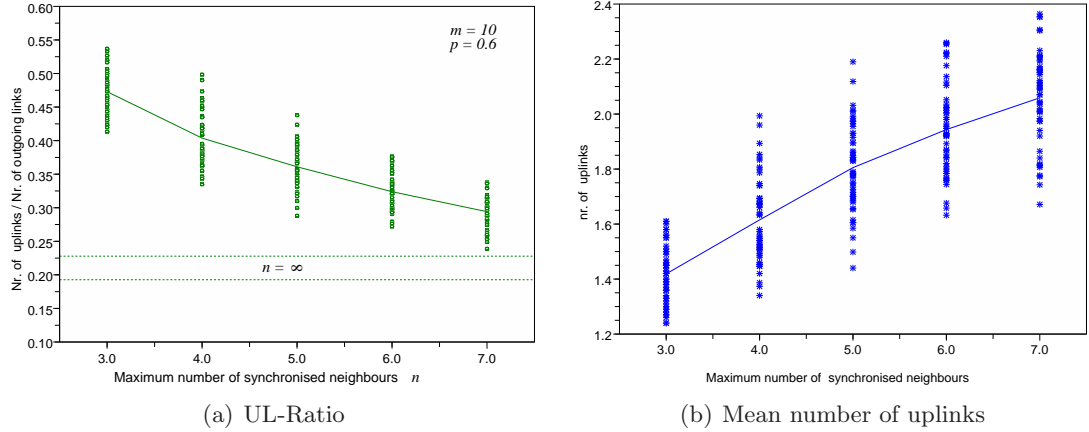 0.60
0.55
0.50
0.45
0.40
0.35
0.30
0.25
0.20
0.15
0.10
3.0 4.0 5.0 6.0 7.0
Nr. of uplinks / Nr. of outgoing links
Maximum number of synchronised neighbours n
m = 10
p = 0.6
n = ∞
(a) UL-Ratio
2.4
2.2
2.0
1.8
1.6
1.4
1.2
3.0 4.0 5.0 6.0 7.0
nr. of uplinks
Maximum number of synchronised neighbours
(b) Mean number of uplinks